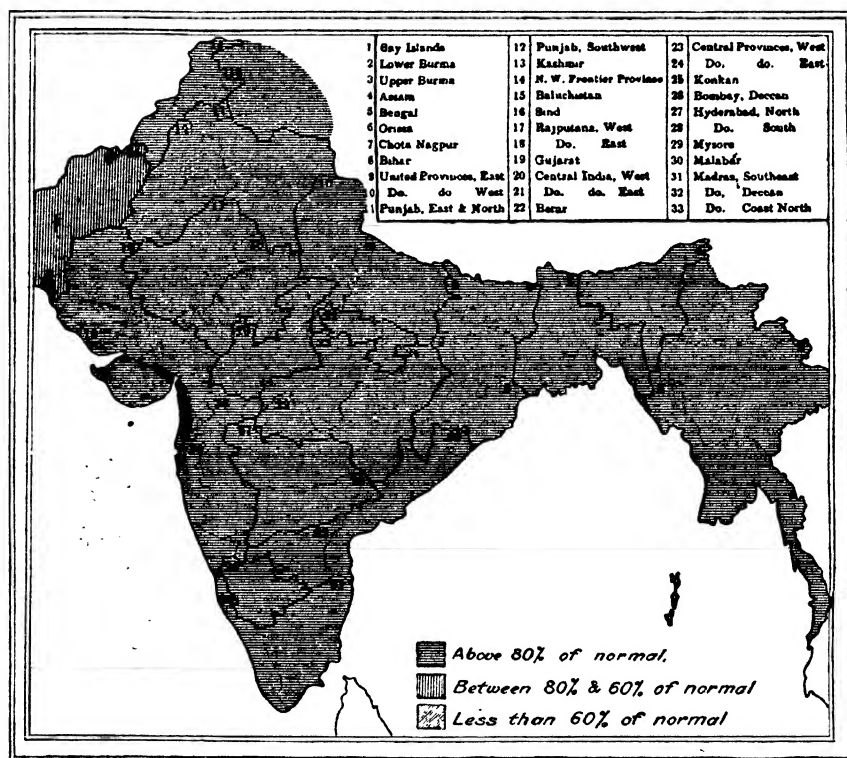 1 Bay Islands
2 Lower Burma
3 Upper Burma
4 Assam
5 Bengal
6 Orissa
7 Chota Nagpur
8 Bihar
9 United Provinces, East
10 Do. do West
11 Punjab, East & North
12 Punjab, Southwest
13 Kashmir
14 N. W. Frontier Province
15 Baluchistan
16 Sind
17 Rajputana, West
18 Do. East
19 Gujarat
20 Central India, West
21 Do. do. East
22 Berar
23 Central Provinces, West
24 Do. do. East
25 Konkan
26 Bombay, Deccan
27 Hyderabad, North
28 Do. South
29 Mysore
30 Malabar
31 Madras, Southeast
32 Do. Deccan
33 Do. Coast North
Above 80% of normal.
Between 80% & 60% of normal
Less than 60% of normal